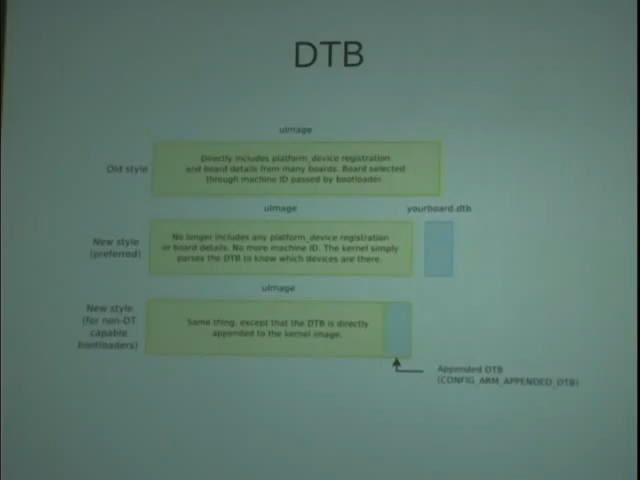 DTB
uImage
Old style
Directly includes platform_device registration
and board details from many boards. Board selected
through machine ID passed by bootloader
uImage
yourboard.dtb
New style
(preferred)
No longer includes any platform_device registration
or board details. No more machine ID. The kernel simply
parses the DTB to know which devices are there.
uImage
New style
(for non-DT
capable
bootloaders)
Same thing, except that the DTB is directly
appended to the kernel image.
Appended DTB
(CONFIG_ARM_APPENDED_DTB)